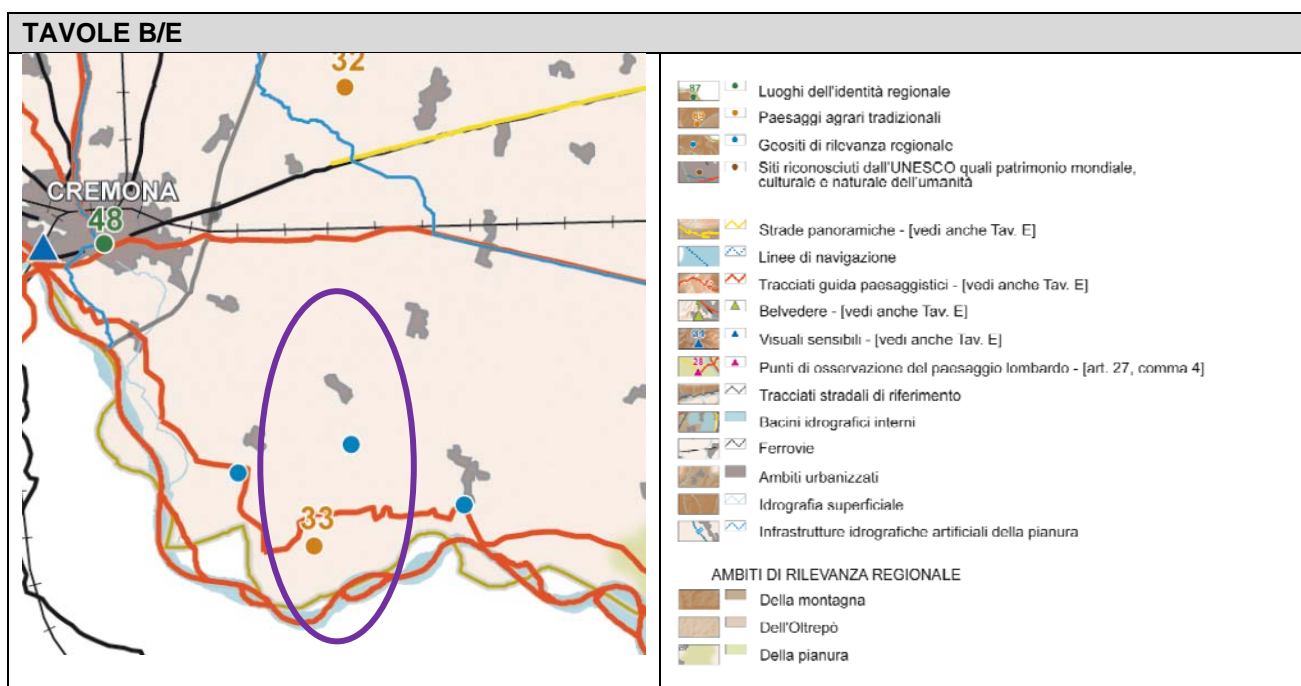 TAVOLE B/E
32
CREMONA
48
33
87
Luoghi dell'identità regionale
Paesaggi agrari tradizionali
Geositi di rilevanza regionale
Siti riconosciuti dall'UNESCO quali patrimonio mondiale,
culturale e naturale dell'umanità
Strade panoramiche - [vedi anche Tav. E]
Linee di navigazione
Tracciati guida paesaggistici - [vedi anche Tav. E]
Belvedere - [vedi anche Tav. E]
Visuali sensibili - [vedi anche Tav. E]
28
Punti di osservazione del paesaggio lombardo - [art. 27, comma 4]
Tracciati stradali di riferimento
Bacini idrografici interni
Ferrovie
Ambiti urbanizzati
Idrografia superficiale
Infrastrutture idrografiche artificiali della pianura
AMBITI DI RILEVANZA REGIONALE
Della montagna
Dell'Oltrepò
Della pianura